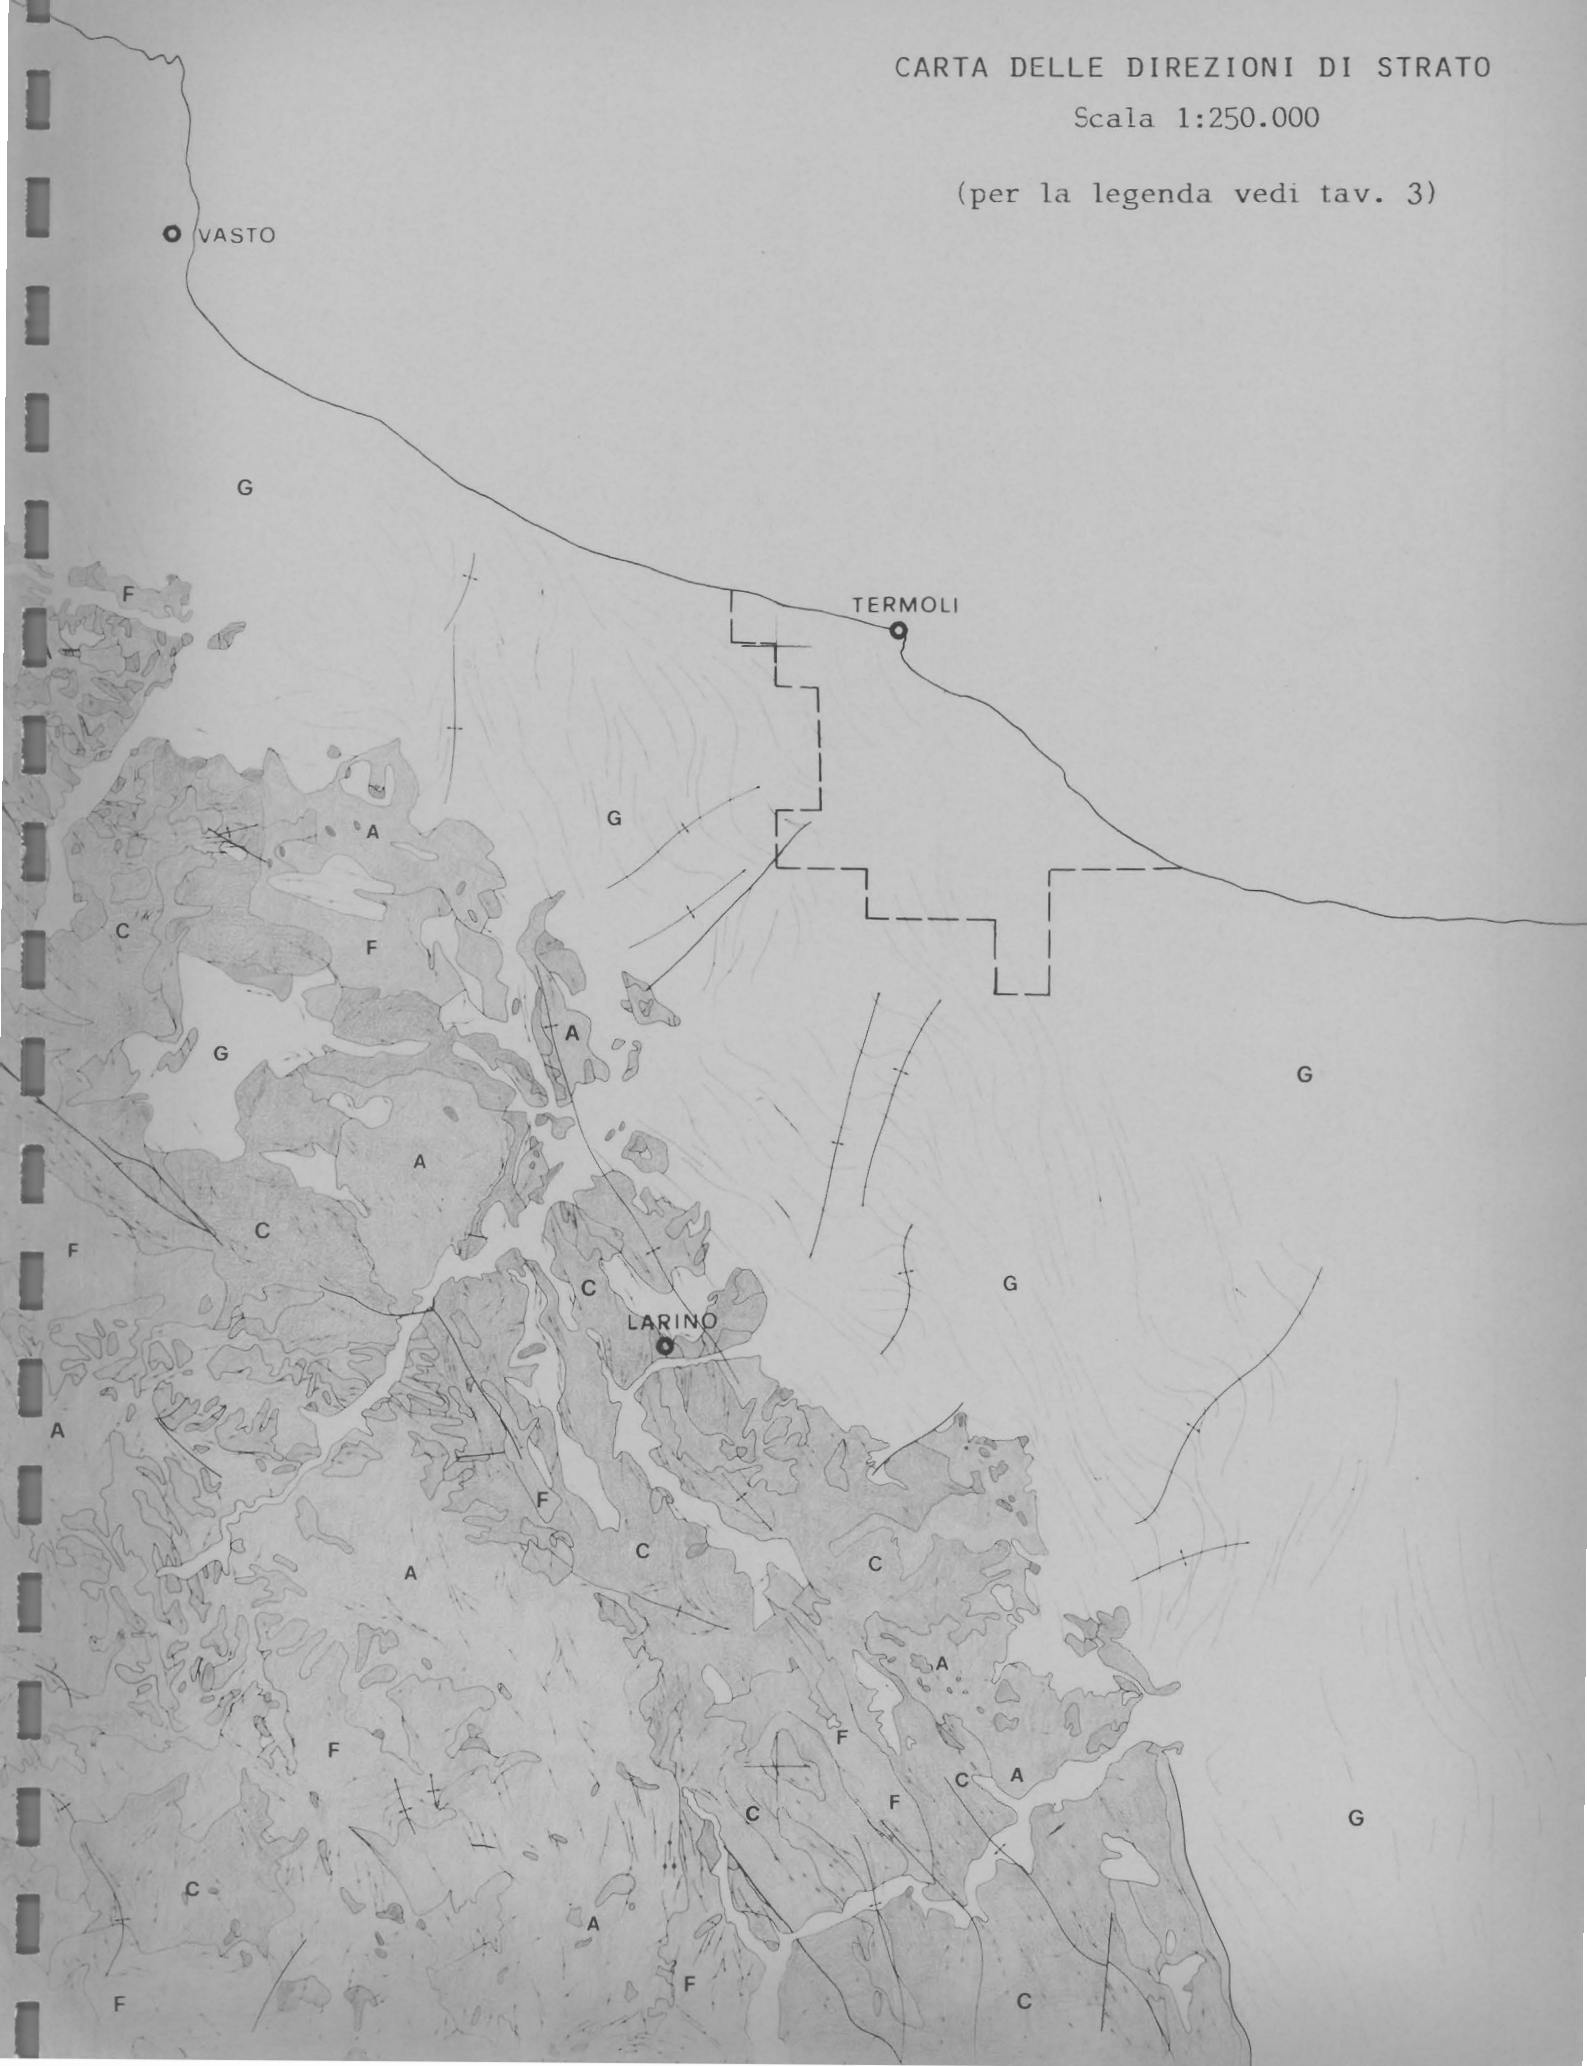 CARTA DELLE DIREZIONI DI STRATO
Scala 1:250.000
(per la legenda vedi tav. 3)
VASTO
G
F
TERMOLI
G
A
C
F
A
G
G
A
C
F
C
G
LARINO
A
F
C
C
A
A
F
F
C
A
C
F
G
C
A
F
F
C